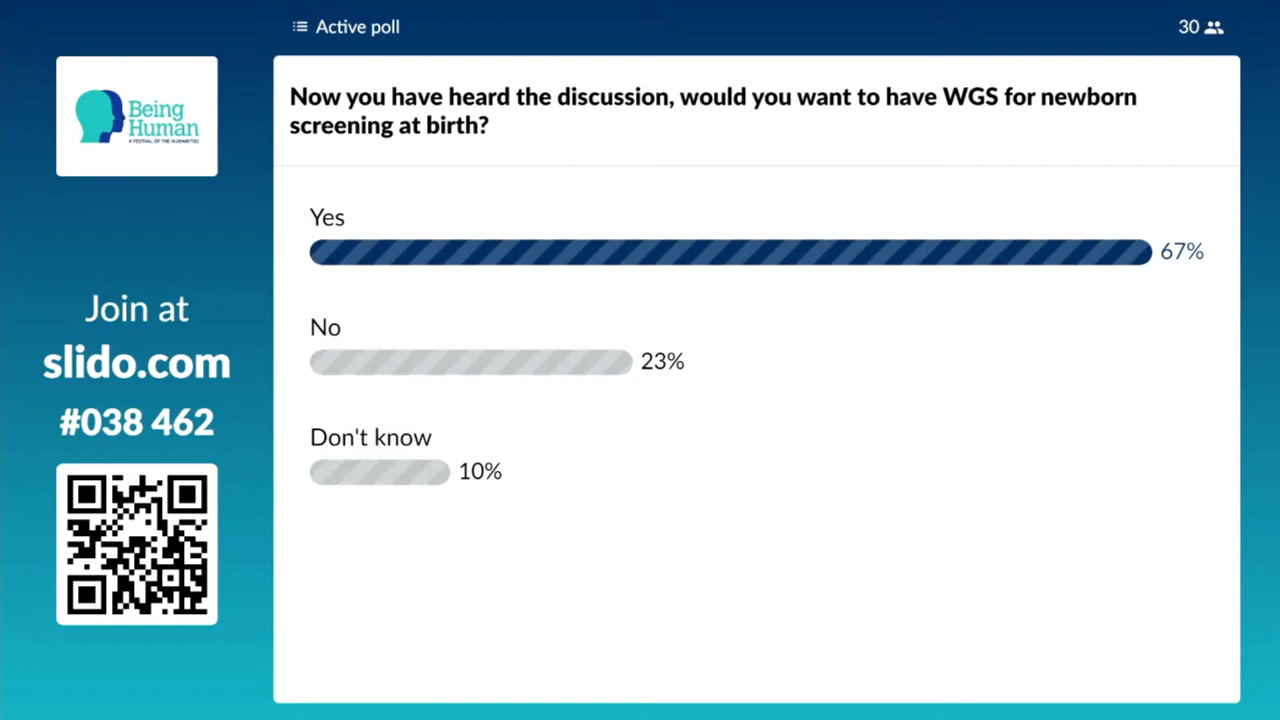 Active poll
30
Being
Human
A FESTIVAL OF THE HUMANITIES
Now you have heard the discussion, would you want to have WGS for newborn
screening at birth?
Yes
67%
No
23%
Don't know
10%
Join at
slido.com
#038 462